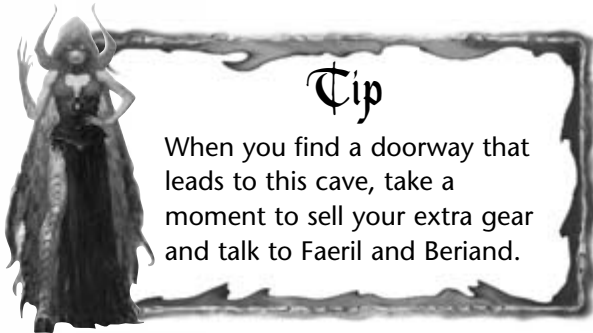 Tip
When you find a doorway that
leads to this cave, take a
moment to sell your extra gear
and talk to Faeril and Beriand.